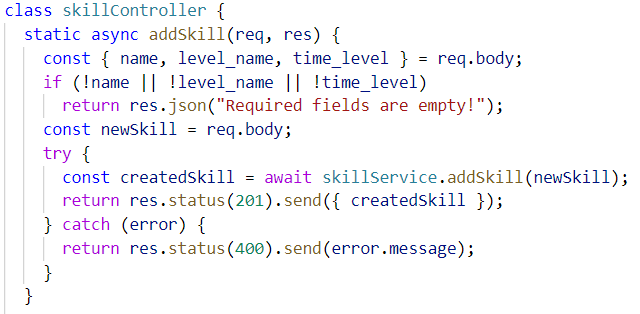 class skillController {
static async addSkill(req, res) {
const { name, level_name, time_level } = req.body;
if (!name || !level_name || !time_level)
return res.json("Required fields are empty!");
const newSkill = req.body;
try {
const createdSkill = await skillService.addSkill(newSkill);
return res.status(201).send({ createdSkill });
} catch (error) {
return res.status(400).send(error.message);
}
}